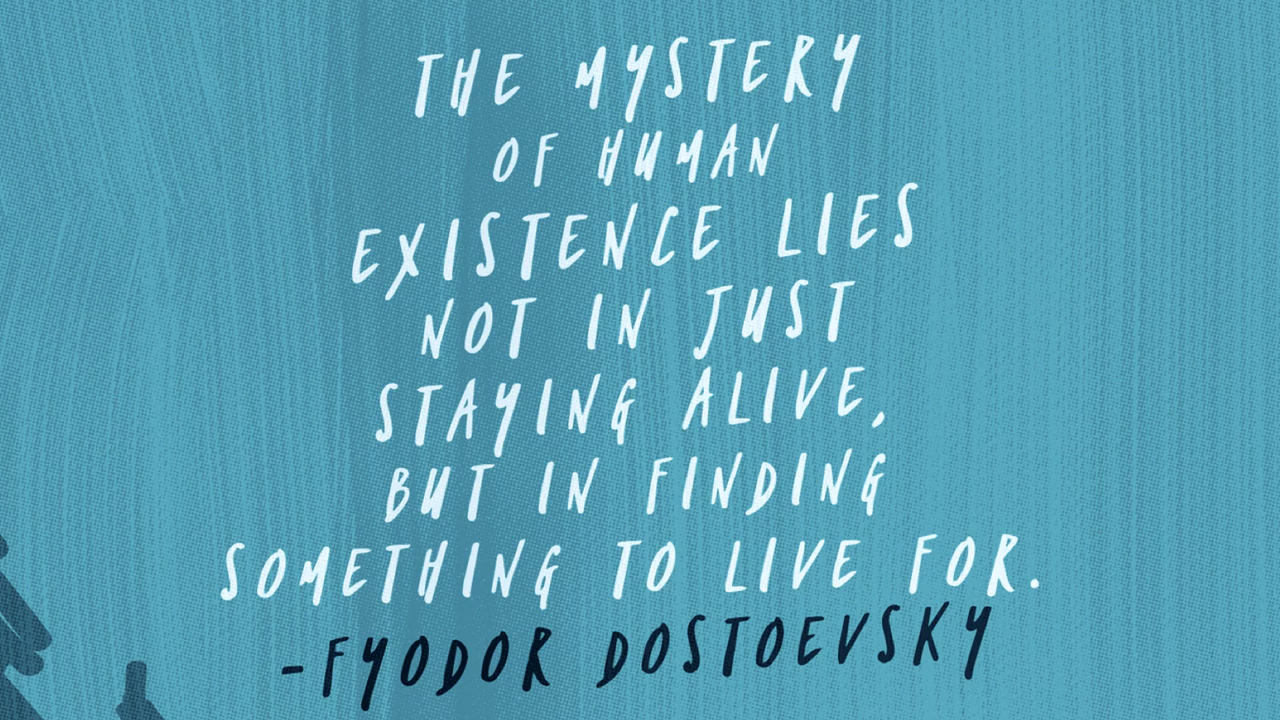 THE MYSTERY
OF HUMAN
EXISTENCE LIES
NOT IN JUST
STAYING ALIVE,
BUT IN FINDING
SOMETHING TO LIVE FOR.
-FYODOR DOSTOEVSKY